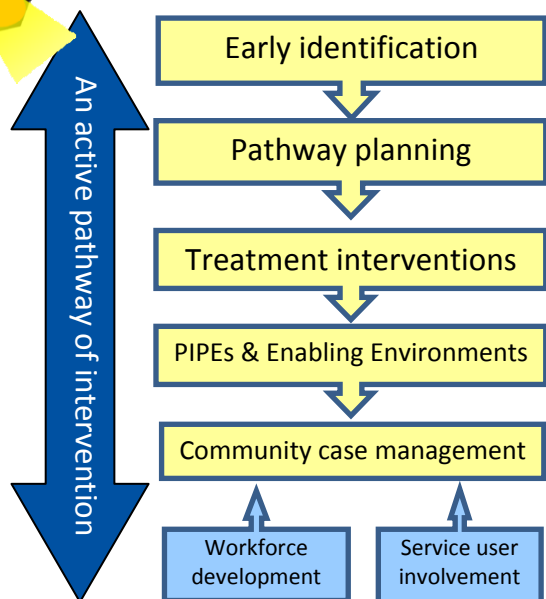 An active pathway of intervention
Early identification
Pathway planning
Treatment interventions
PIPEs & Enabling Environments
Community case management
Workforce
development
Service user
involvement